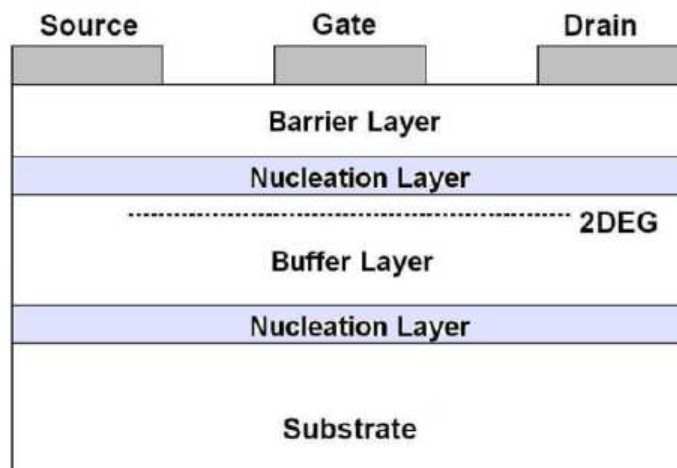 Source Gate Drain
Barrier Layer
Nucleation Layer
2DEG
Buffer Layer
Nucleation Layer
Substrate